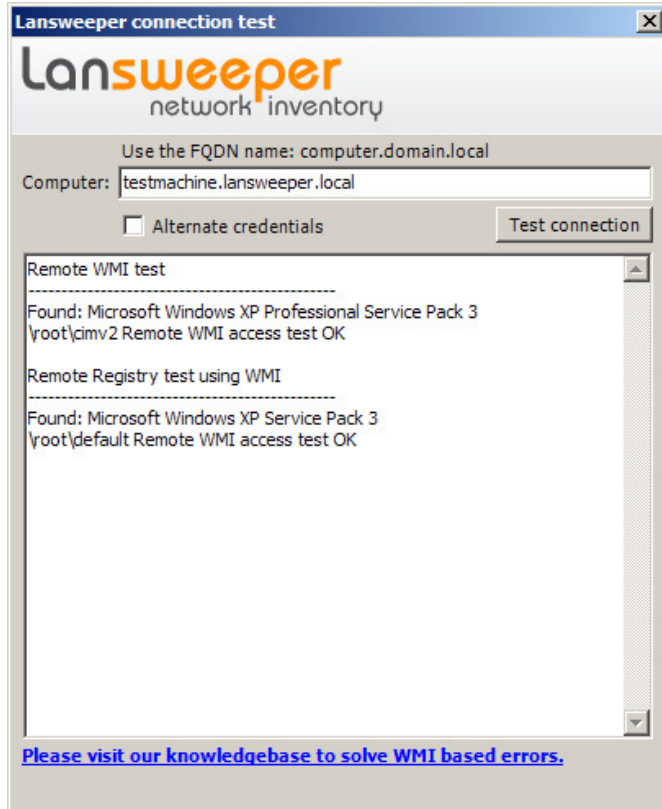 Lansweeper connection test
Lansweeper
network inventory
Use the FQDN name: computer.domain.local
Computer: testmachine.lansweeper.local
Alternate credentials Test connection
Remote WMI test
-----------------------------------------------
Found: Microsoft Windows XP Professional Service Pack 3
\root\cimv2 Remote WMI access test OK
Remote Registry test using WMI
-----------------------------------------------
Found: Microsoft Windows XP Service Pack 3
\root\default Remote WMI access test OK
Please visit our knowledgebase to solve WMI based errors.